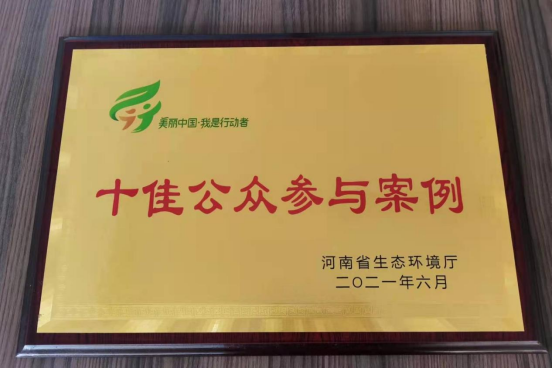 美丽中国·我是行动者
十佳公众参与案例
河南省生态环境厅
二〇二一年六月